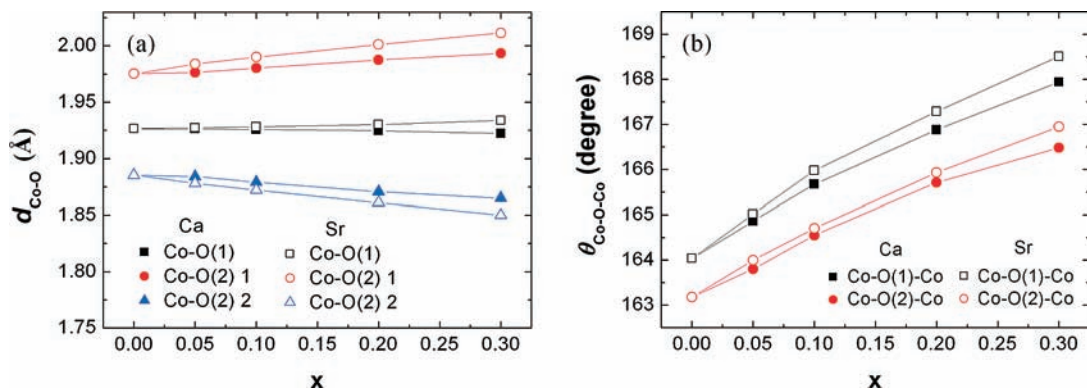 (a)
2.00
1.95
1.90
1.85
1.80
1.75
d Co-O (Å)
Ca Sr
Co-O(1) Co-O(1)
Co-O(2) 1 Co-O(2) 1
Co-O(2) 2 Co-O(2) 2
0.00 0.05 0.10 0.15 0.20 0.25 0.30
x
(b)
169
168
167
166
165
164
163
θ Co-O-Co (degree)
Ca Sr
Co-O(1)-Co Co-O(1)-Co
Co-O(2)-Co Co-O(2)-Co
0.00 0.05 0.10 0.15 0.20 0.25 0.30
x